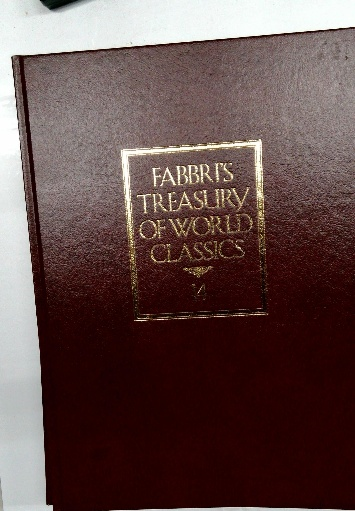 FABBRI'S
TREASURY
OF WORLD
CLASSICS
14